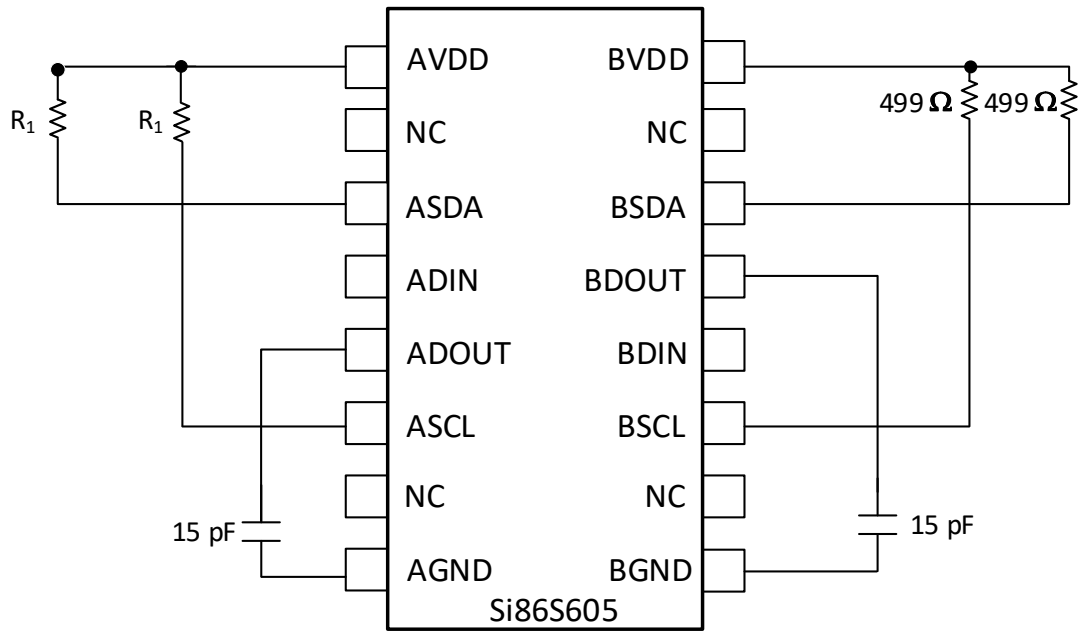 AVDD BVDD
R₁ R₁ 499 Ω 499 Ω
NC NC
ASDA BSDA
ADIN BDOUT
ADOUT BDIN
ASCL BSCL
NC NC
15 pF 15 pF
AGND BGND
Si86S605